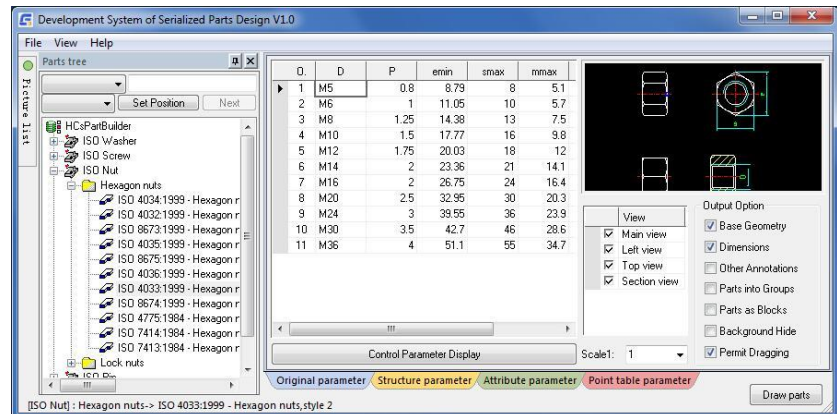 Development System of Serialized Parts Design V1.0
File View Help
Picture List
Parts tree
Set Position Next
HCsPartBuilder
ISO Washer
ISO Screw
ISO Nut
Hexagon nuts
ISO 4034:1999 - Hexagon r
ISO 4032:1999 - Hexagon r
ISO 8673:1999 - Hexagon r
ISO 4035:1999 - Hexagon r
ISO 8675:1999 - Hexagon r
ISO 4036:1999 - Hexagon r
ISO 4033:1999 - Hexagon r
ISO 8674:1999 - Hexagon r
ISO 4775:1984 - Hexagon r
ISO 7414:1984 - Hexagon r
ISO 7413:1984 - Hexagon r
Lock nuts
ISO Pin
O. D P emin smax mmax
1 M5 0.8 8.79 8 5.1
2 M6 1 11.05 10 5.7
3 M8 1.25 14.38 13 7.5
4 M10 1.5 17.77 16 9.8
5 M12 1.75 20.03 18 12
6 M14 2 23.36 21 14.1
7 M16 2 26.75 24 16.4
8 M20 2.5 32.95 30 20.3
9 M24 3 39.55 36 23.9
10 M30 3.5 42.7 46 28.6
11 M36 4 51.1 55 34.7
Control Parameter Display
View
Main view
Left view
Top view
Section view
Scale1: 1
Output Option
Base Geometry
Dimensions
Other Annotations
Parts into Groups
Parts as Blocks
Background Hide
Permit Dragging
Original parameter Structure parameter Attribute parameter Point table parameter
Draw parts
[ISO Nut] : Hexagon nuts-> ISO 4033:1999 - Hexagon nuts,style 2